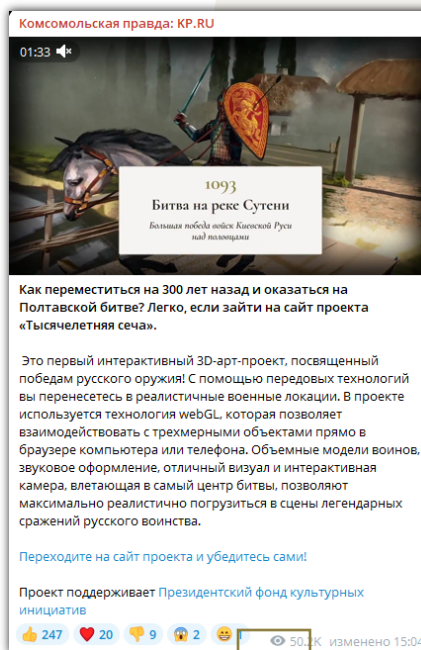 Комсомольская правда: KP.RU
01:33
1093
Битва на реке Сутени
Большая победа войск Киевской Руси
над половцами
Как переместиться на 300 лет назад и оказаться на
Полтавской битве? Легко, если зайти на сайт проекта
«Тысячелетняя сеча».
Это первый интерактивный 3D-арт-проект, посвященный
победам русского оружия! С помощью передовых технологий
вы перенесетесь в реалистичные военные локации. В проекте
используется технология webGL, которая позволяет
взаимодействовать с трехмерными объектами прямо в
браузере компьютера или телефона. Объемные модели воинов,
звуковое оформление, отличный визуал и интерактивная
камера, влетающая в самый центр битвы, позволяют
максимально реалистично погрузиться в сцены легендарных
сражений русского воинства.
Переходите на сайт проекта и убедитесь сами!
Проект поддерживает Президентский фонд культурных
инициатив
247 20 9 2 1 50.2K изменено 15:04